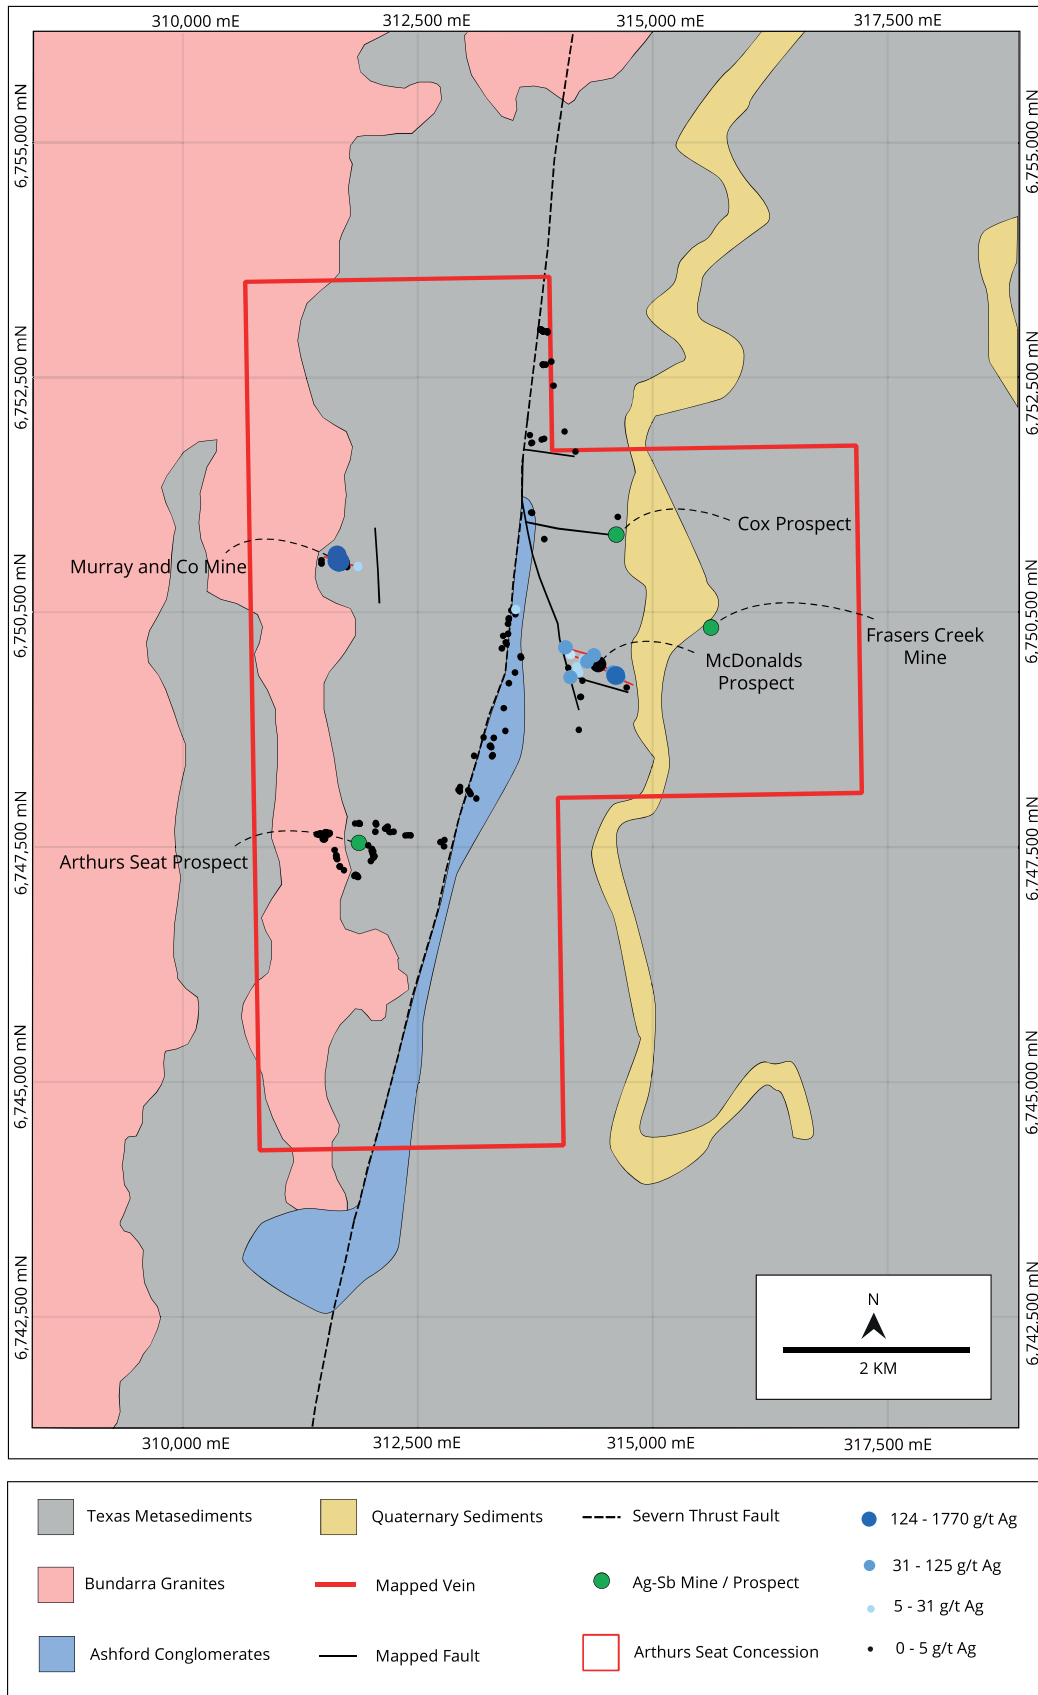 310,000 mE
312,500 mE
315,000 mE
317,500 mE
6,755,000 mN
6,755,000 mN
6,752,500 mN
6,752,500 mN
Cox Prospect
Murray and Co Mine
6,750,500 mN
6,750,500 mN
Frasers Creek
Mine
McDonalds
Prospect
Arthurs Seat Prospect
6,747,500 mN
6,747,500 mN
6,745,000 mN
6,745,000 mN
6,742,500 mN
6,742,500 mN
N
2 KM
310,000 mE
312,500 mE
315,000 mE
317,500 mE
Texas Metasediments
Quaternary Sediments
Severn Thrust Fault
124 - 1770 g/t Ag
Bundarra Granites
Mapped Vein
Ag-Sb Mine / Prospect
31 - 125 g/t Ag
5 - 31 g/t Ag
Ashford Conglomerates
Mapped Fault
Arthurs Seat Concession
0 - 5 g/t Ag